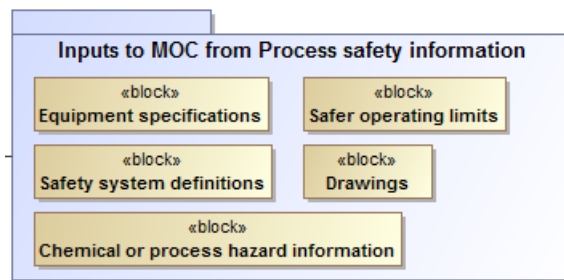 Inputs to MOC from Process safety information
«block»
Equipment specifications
«block»
Safer operating limits
«block»
Safety system definitions
«block»
Drawings
«block»
Chemical or process hazard information